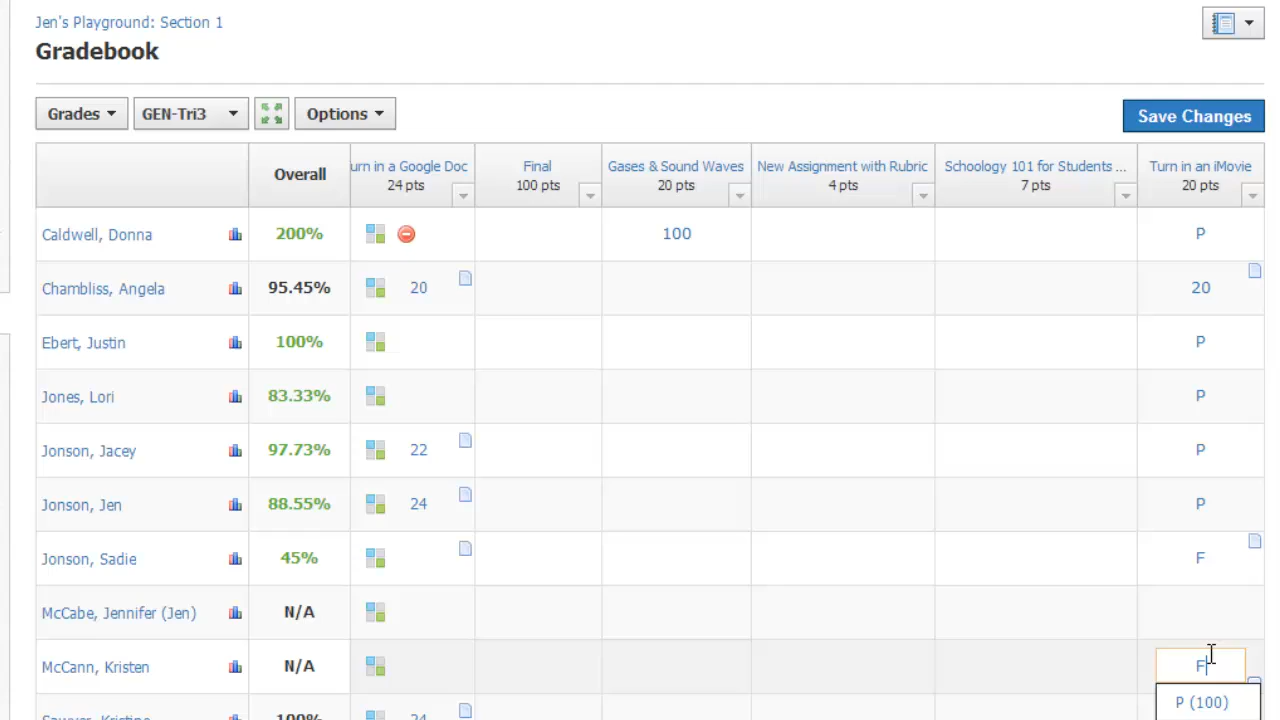 Jen's Playground: Section 1
Gradebook
Grades GEN-Tri3 Options Save Changes
Overall urn in a Google Doc Final Gases & Sound Waves New Assignment with Rubric Schoology 101 for Students ... Turn in an iMovie
24 pts 100 pts 20 pts 4 pts 7 pts 20 pts
Caldwell, Donna 200% 100 P
Chambliss, Angela 95.45% 20 20
Ebert, Justin 100% P
Jones, Lori 83.33% P
Jonson, Jacey 97.73% 22 P
Jonson, Jen 88.55% 24 P
Jonson, Sadie 45% F
McCabe, Jennifer (Jen) N/A
McCann, Kristen N/A F
P (100)
Sawyer, Kristine 100% 24